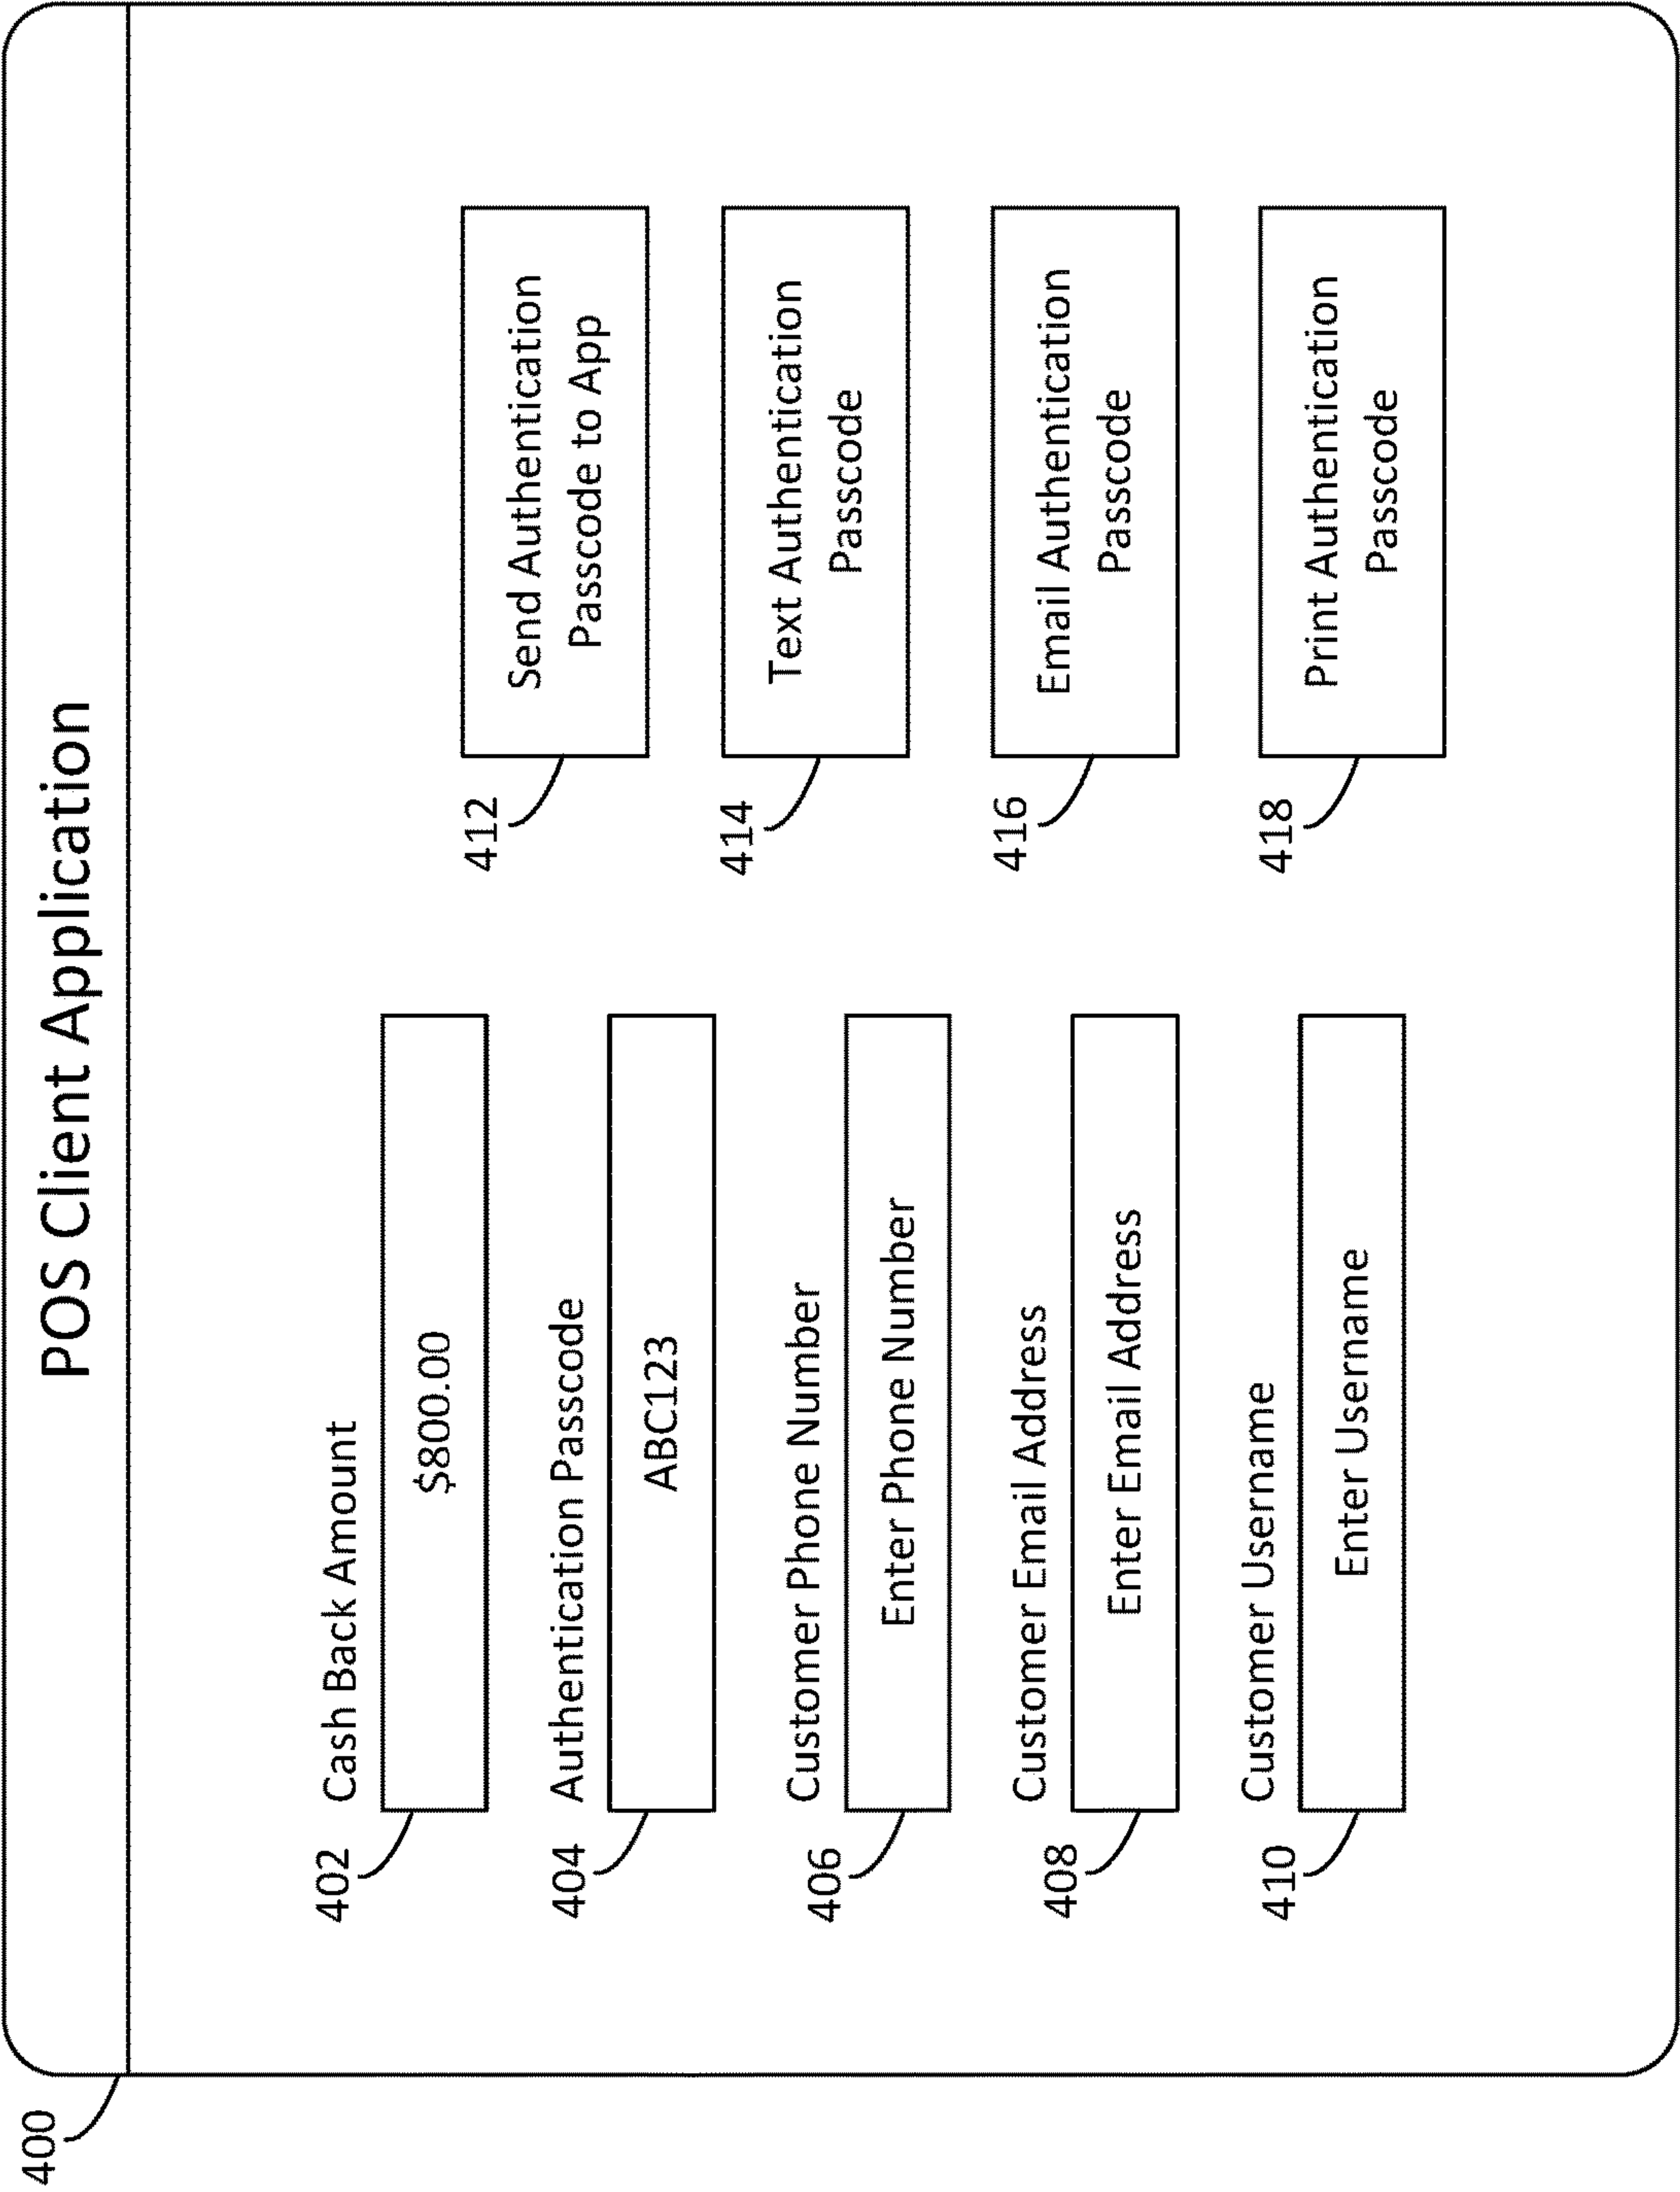 400
POS Client Application
402
Cash Back Amount
$800.00
404
Authentication Passcode
ABC123
406
Customer Phone Number
Enter Phone Number
408
Customer Email Address
Enter Email Address
410
Customer Username
Enter Username
412
Send Authentication
Passcode to App
414
Text Authentication
Passcode
416
Email Authentication
Passcode
418
Print Authentication
Passcode